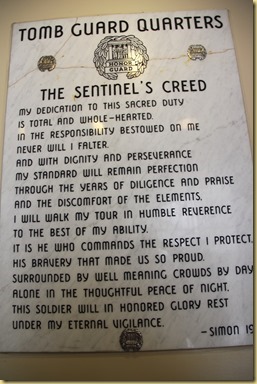 TOMB GUARD QUARTERS
HONOR
GUARD
THE SENTINEL'S CREED
MY DEDICATION TO THIS SACRED DUTY
IS TOTAL AND WHOLE-HEARTED.
IN THE RESPONSIBILITY BESTOWED ON ME
NEVER WILL I FALTER.
AND WITH DIGNITY AND PERSEVERANCE
MY STANDARD WILL REMAIN PERFECTION
THROUGH THE YEARS OF DILIGENCE AND PRAISE
AND THE DISCOMFORT OF THE ELEMENTS,
I WILL WALK MY TOUR IN HUMBLE REVERENCE
TO THE BEST OF MY ABILITY.
IT IS HE WHO COMMANDS THE RESPECT I PROTECT.
HIS BRAVERY THAT MADE US SO PROUD.
SURROUNDED BY WELL MEANING CROWDS BY DAY
ALONE IN THE THOUGHTFUL PEACE OF NIGHT,
THIS SOLDIER WILL IN HONORED GLORY REST
UNDER MY ETERNAL VIGILANCE.
-SIMON 19